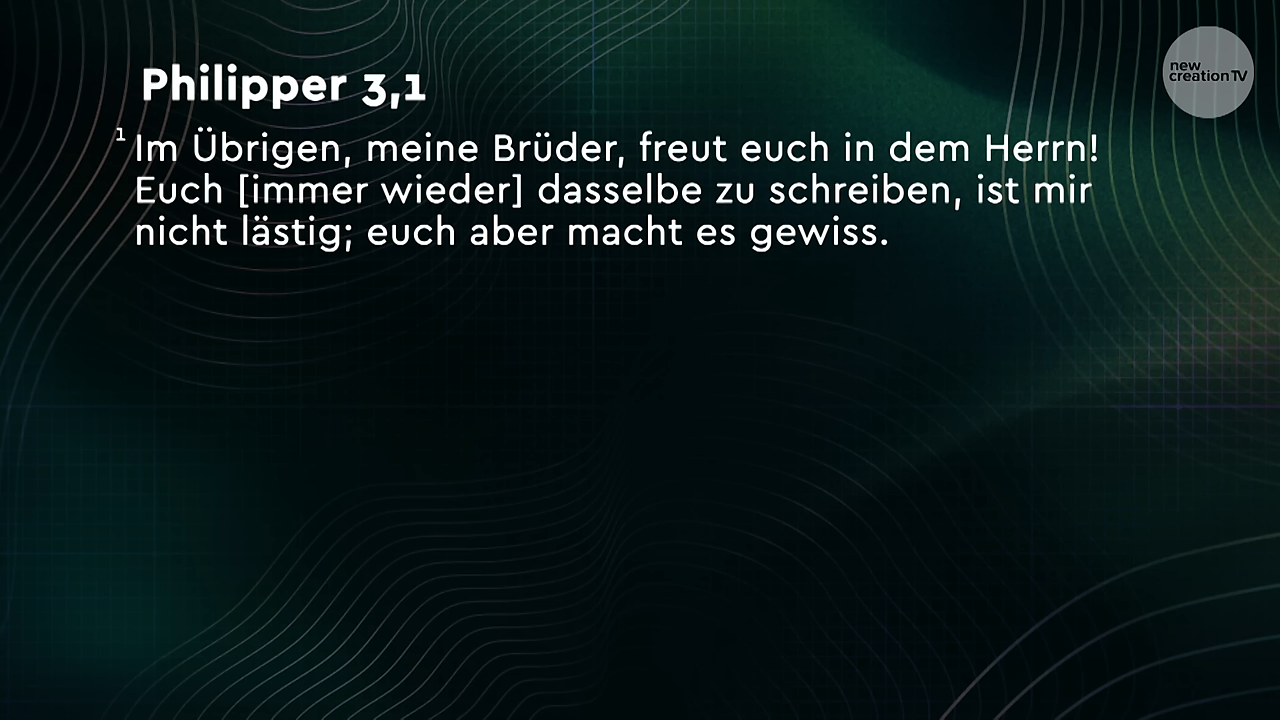 Philipper 3,1
¹ Im Übrigen, meine Brüder, freut euch in dem Herrn!
Euch [immer wieder] dasselbe zu schreiben, ist mir
nicht lästig; euch aber macht es gewiss.
new
creation TV